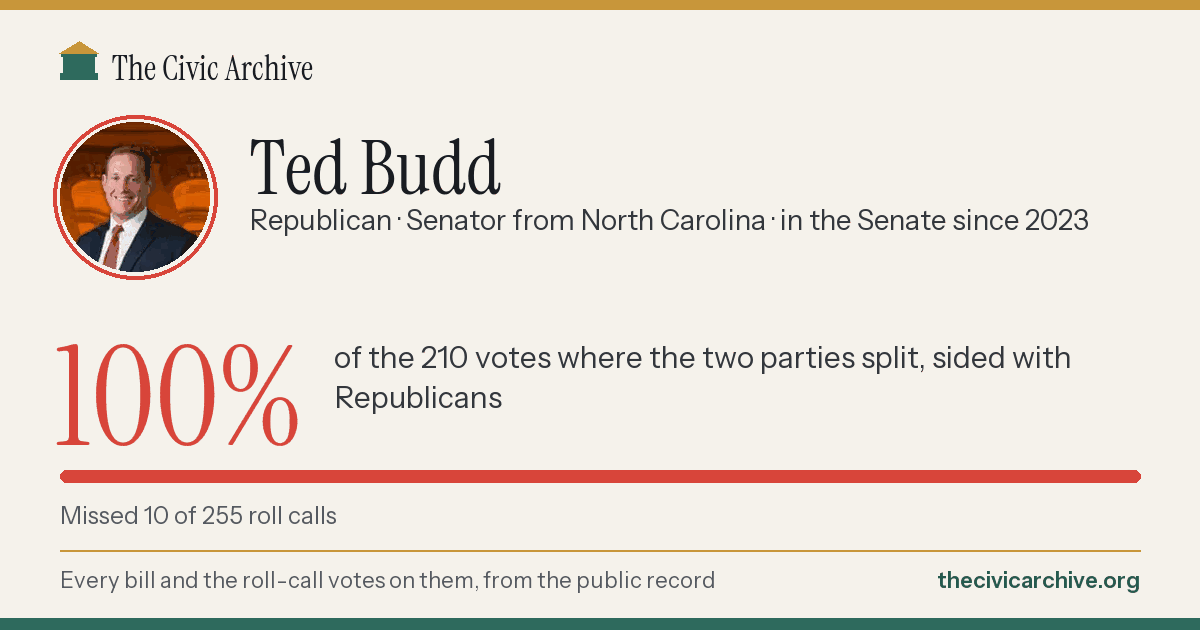 The Civic Archive
Ted Budd
Republican · Senator from North Carolina · in the Senate since 2023
100%
of the 210 votes where the two parties split, sided with
Republicans
Missed 10 of 255 roll calls
Every bill and the roll-call votes on them, from the public record
thecivicarchive.org